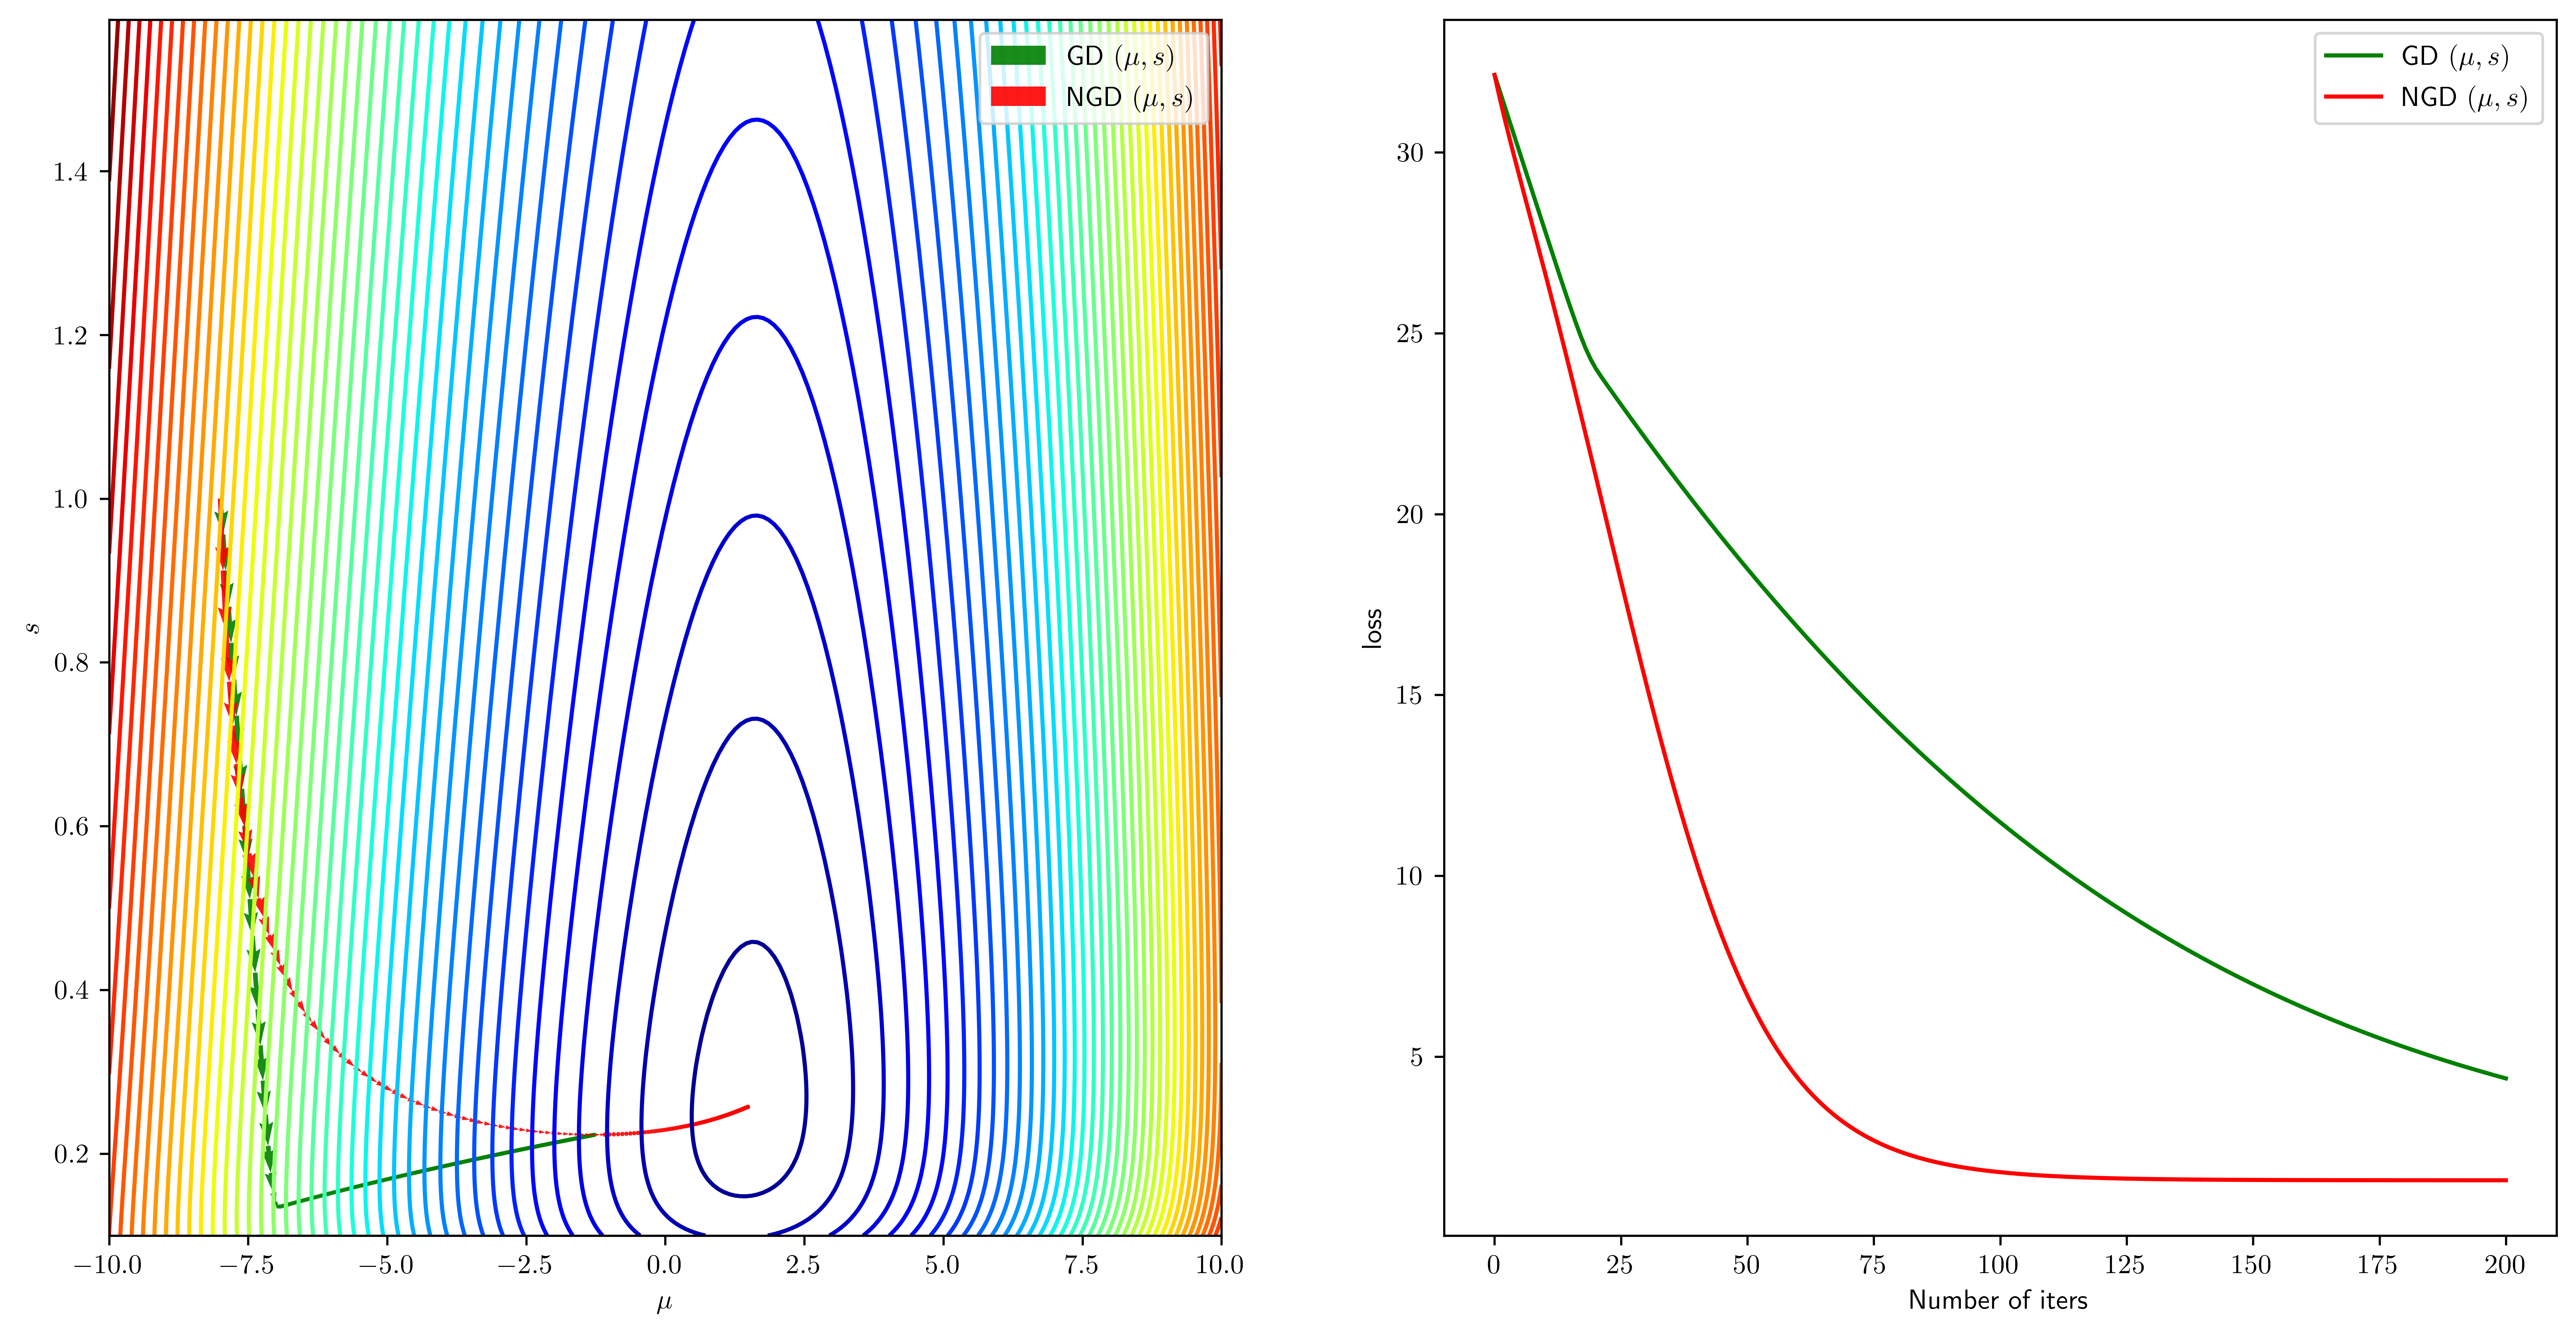 GD (μ, s)
NGD (μ, s)
1.4
1.2
1.0
0.8
0.6
0.4
0.2
s
−10.0 −7.5 −5.0 −2.5 0.0 2.5 5.0 7.5 10.0
μ
GD (μ, s)
NGD (μ, s)
30
25
20
15
10
5
loss
0 25 50 75 100 125 150 175 200
Number of iters